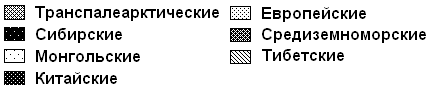 Транспалеарктические
Сибирские
Монгольские
Китайские
Европейские
Средиземноморские
Тибетские